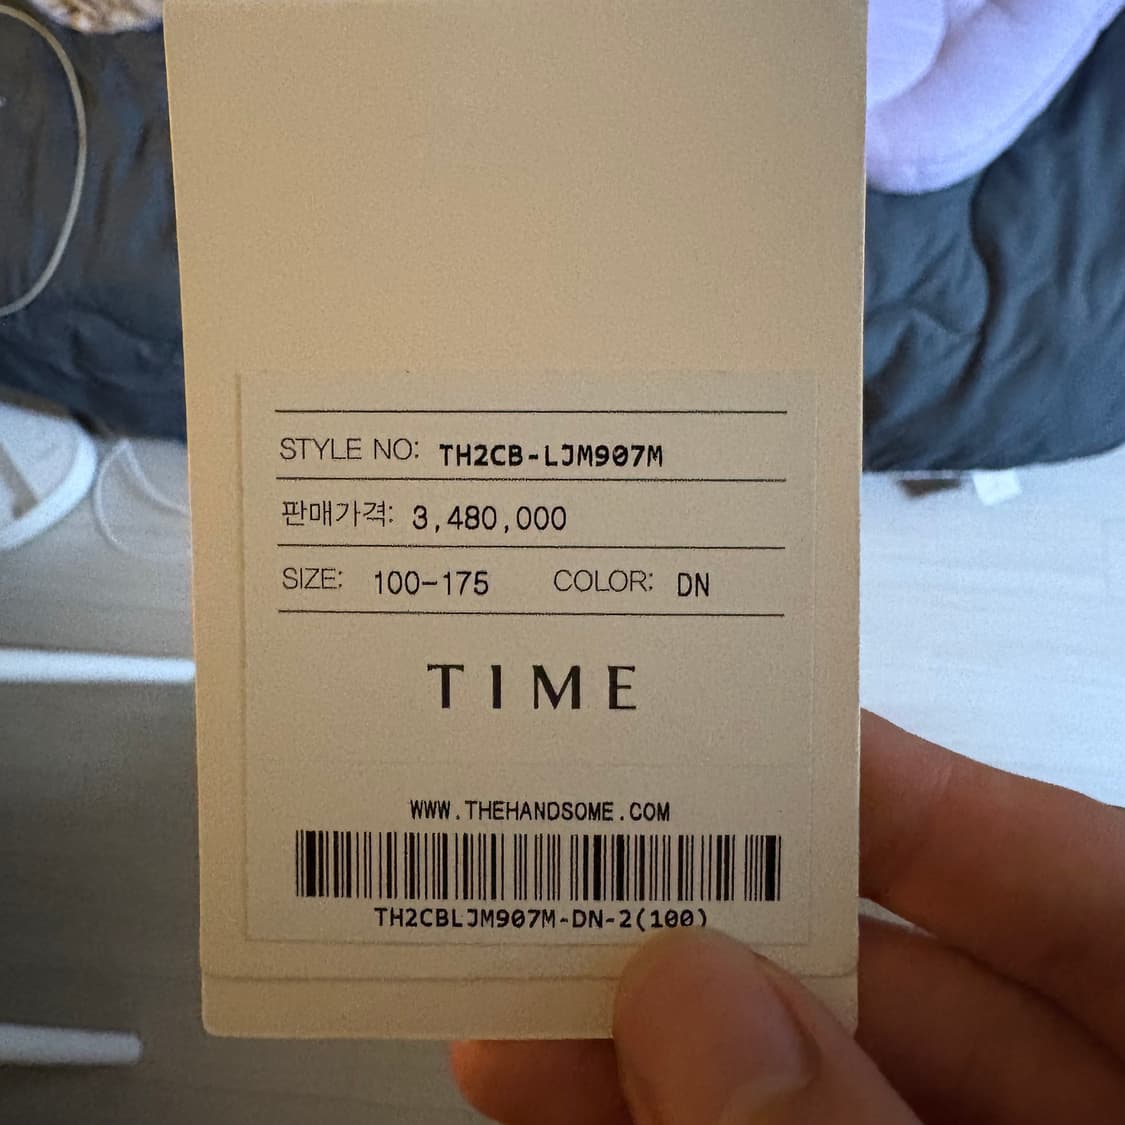 STYLE NO: TH2CB-LJM907M
판매가격: 3,480,000
SIZE: 100-175 COLOR: DN
TIME
WWW.THEHANDSOME.COM
TH2CBLJM907M-DN-2(100)